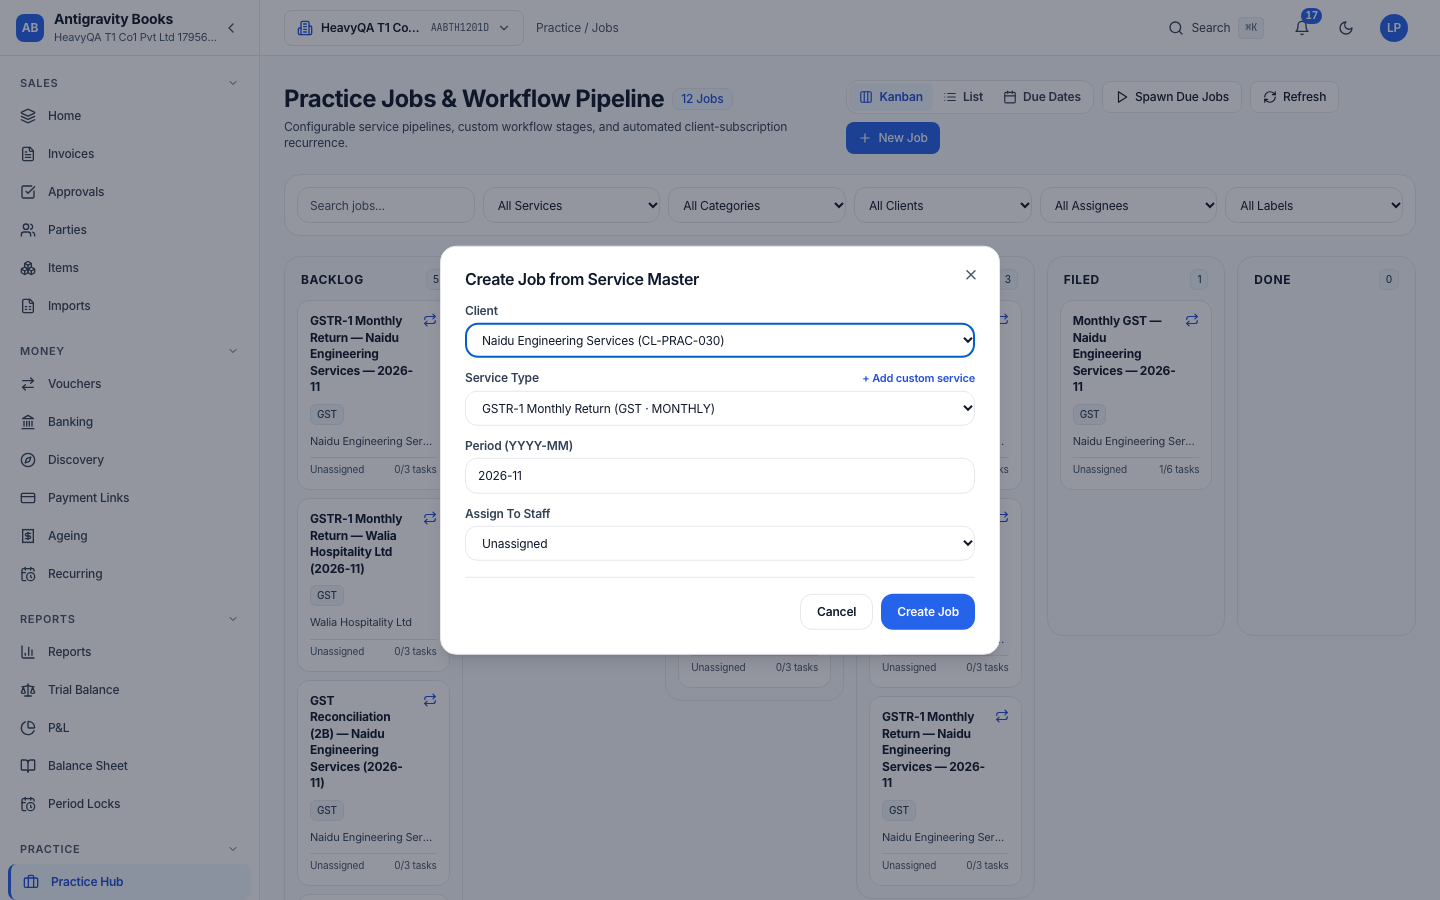 AB
Antigravity Books
HeavyQA T1 Co1 Pvt Ltd 17956...
SALES
Home
Invoices
Approvals
Parties
Items
Imports
MONEY
Vouchers
Banking
Discovery
Payment Links
Ageing
Recurring
REPORTS
Reports
Trial Balance
P&L
Balance Sheet
Period Locks
PRACTICE
Practice Hub
HeavyQA T1 Co... AABTH1201D
Practice / Jobs
Search ⌘K
17
LP
Practice Jobs & Workflow Pipeline
12 Jobs
Configurable service pipelines, custom workflow stages, and automated client-subscription
recurrence.
Kanban
List
Due Dates
Spawn Due Jobs
Refresh
+ New Job
Search jobs...
All Services
All Categories
All Clients
All Assignees
All Labels
BACKLOG 5
GSTR-1 Monthly
Return — Naidu
Engineering
Services — 2026-
11
GST
Naidu Engineering Ser...
Unassigned 0/3 tasks
GSTR-1 Monthly
Return — Walia
Hospitality Ltd
(2026-11)
GST
Walia Hospitality Ltd
Unassigned 0/3 tasks
GST
Reconciliation
(2B) — Naidu
Engineering
Services (2026-
11)
GST
Naidu Engineering Ser...
Unassigned 0/3 tasks
Create Job from Service Master
Client
Naidu Engineering Services (CL-PRAC-030)
Service Type
+ Add custom service
GSTR-1 Monthly Return (GST · MONTHLY)
Period (YYYY-MM)
2026-11
Assign To Staff
Unassigned
Cancel
Create Job
Unassigned 0/3 tasks
3
Unassigned 0/3 tasks
GSTR-1 Monthly
Return — Naidu
Engineering
Services — 2026-
11
GST
Naidu Engineering Ser...
Unassigned 0/3 tasks
FILED 1
Monthly GST —
Naidu
Engineering
Services — 2026-
11
GST
Naidu Engineering Ser...
Unassigned 1/6 tasks
DONE 0